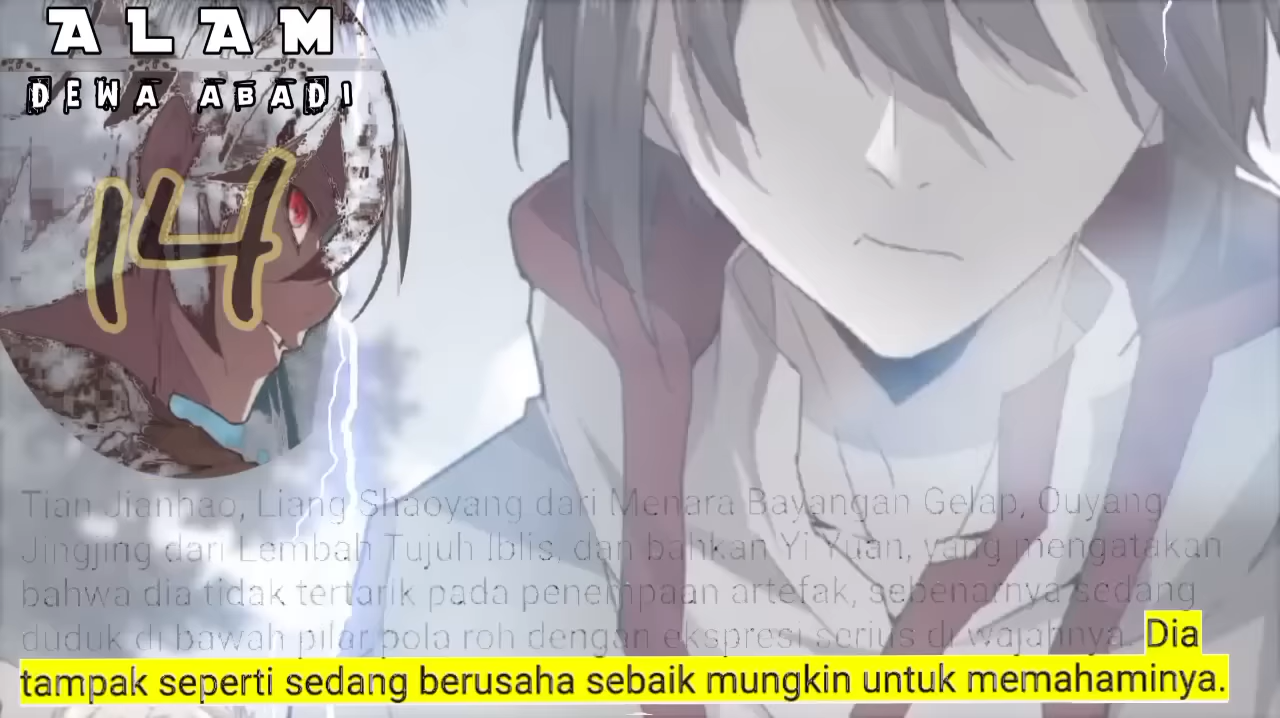 ALAM
DEWA ABADI
14
Tian Jianhao, Liang Shaoyang dari Menara Bayangan Gelap, Ouyang
Jingjing dari Lembah Tujuh Iblis, dan bahkan Yi Yuan, yang mengatakan
bahwa dia tidak tertarik pada penempaan artefak, sebenarnya sedang
duduk di bawah pilar pola roh dengan ekspresi serius di wajahnya. Dia
tampak seperti sedang berusaha sebaik mungkin untuk memahaminya.